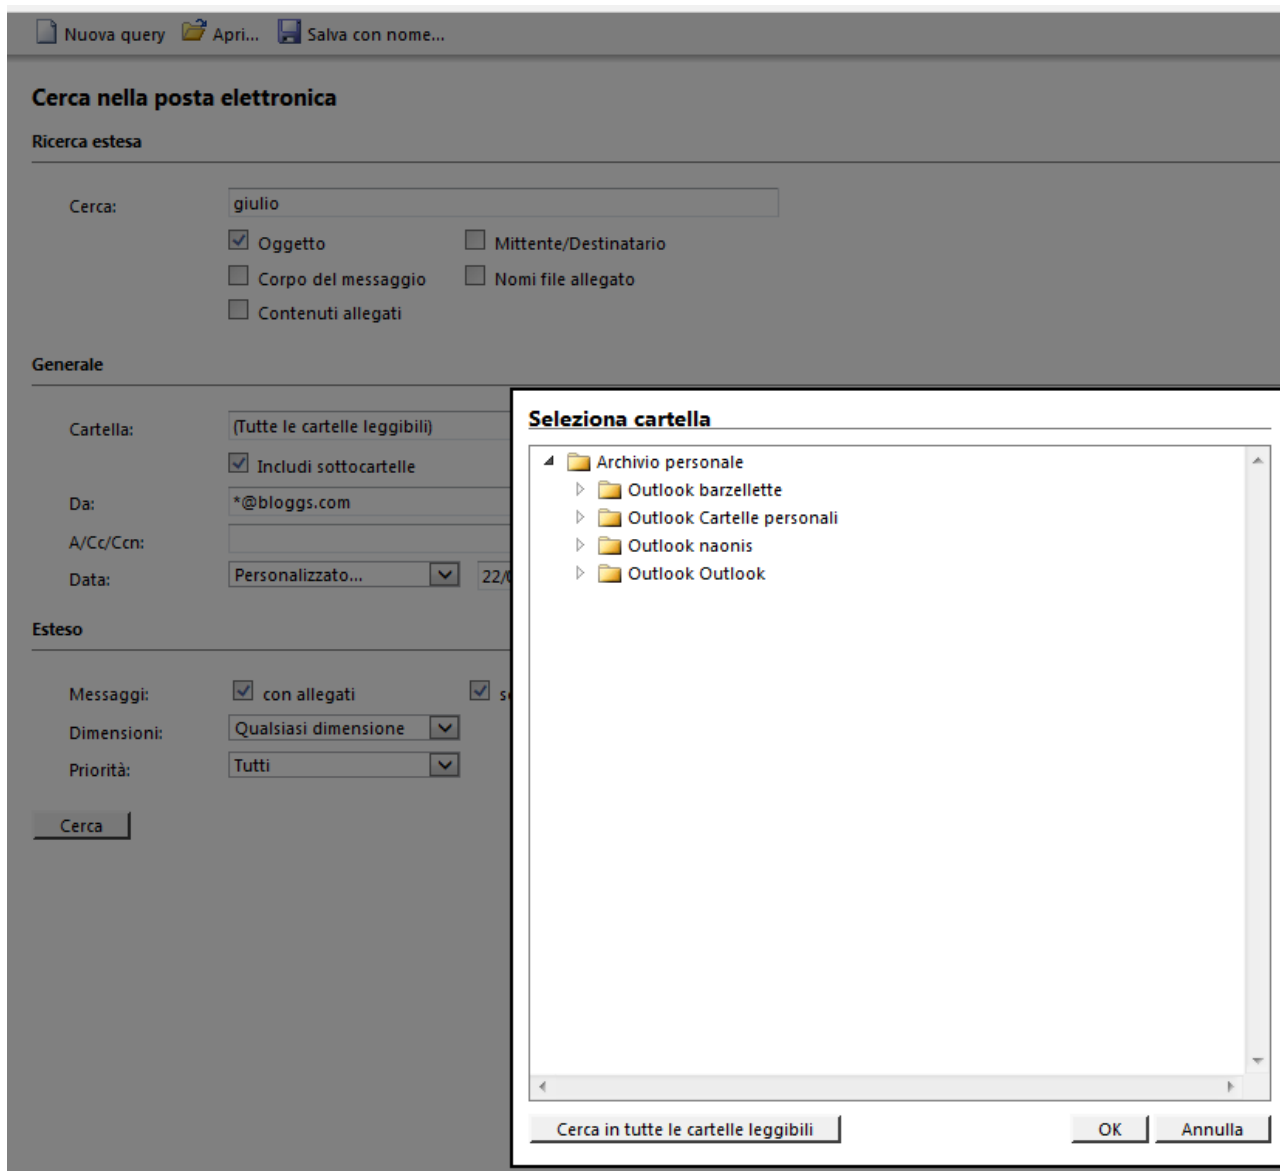 Nuova query Apri... Salva con nome...
Cerca nella posta elettronica
Ricerca estesa
Cerca: giulio
Oggetto Mittente/Destinatario
Corpo del messaggio Nomi file allegato
Contenuti allegati
Generale
Cartella: (Tutte le cartelle leggibili)
Includi sottocartelle
Da: *@bloggs.com
A/Cc/Ccn:
Data: Personalizzato... 22/
Esteso
Messaggi: con allegati
Dimensioni: Qualsiasi dimensione
Priorità: Tutti
Cerca
Seleziona cartella
Archivio personale
Outlook barzellette
Outlook Cartelle personali
Outlook naonis
Outlook Outlook
Cerca in tutte le cartelle leggibili OK Annulla